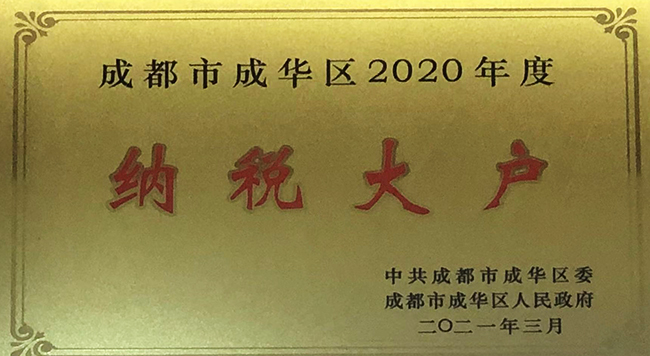 成都市成华区2020年度
纳税大户
中共成都市成华区委
成都市成华区人民政府
二〇二一年三月